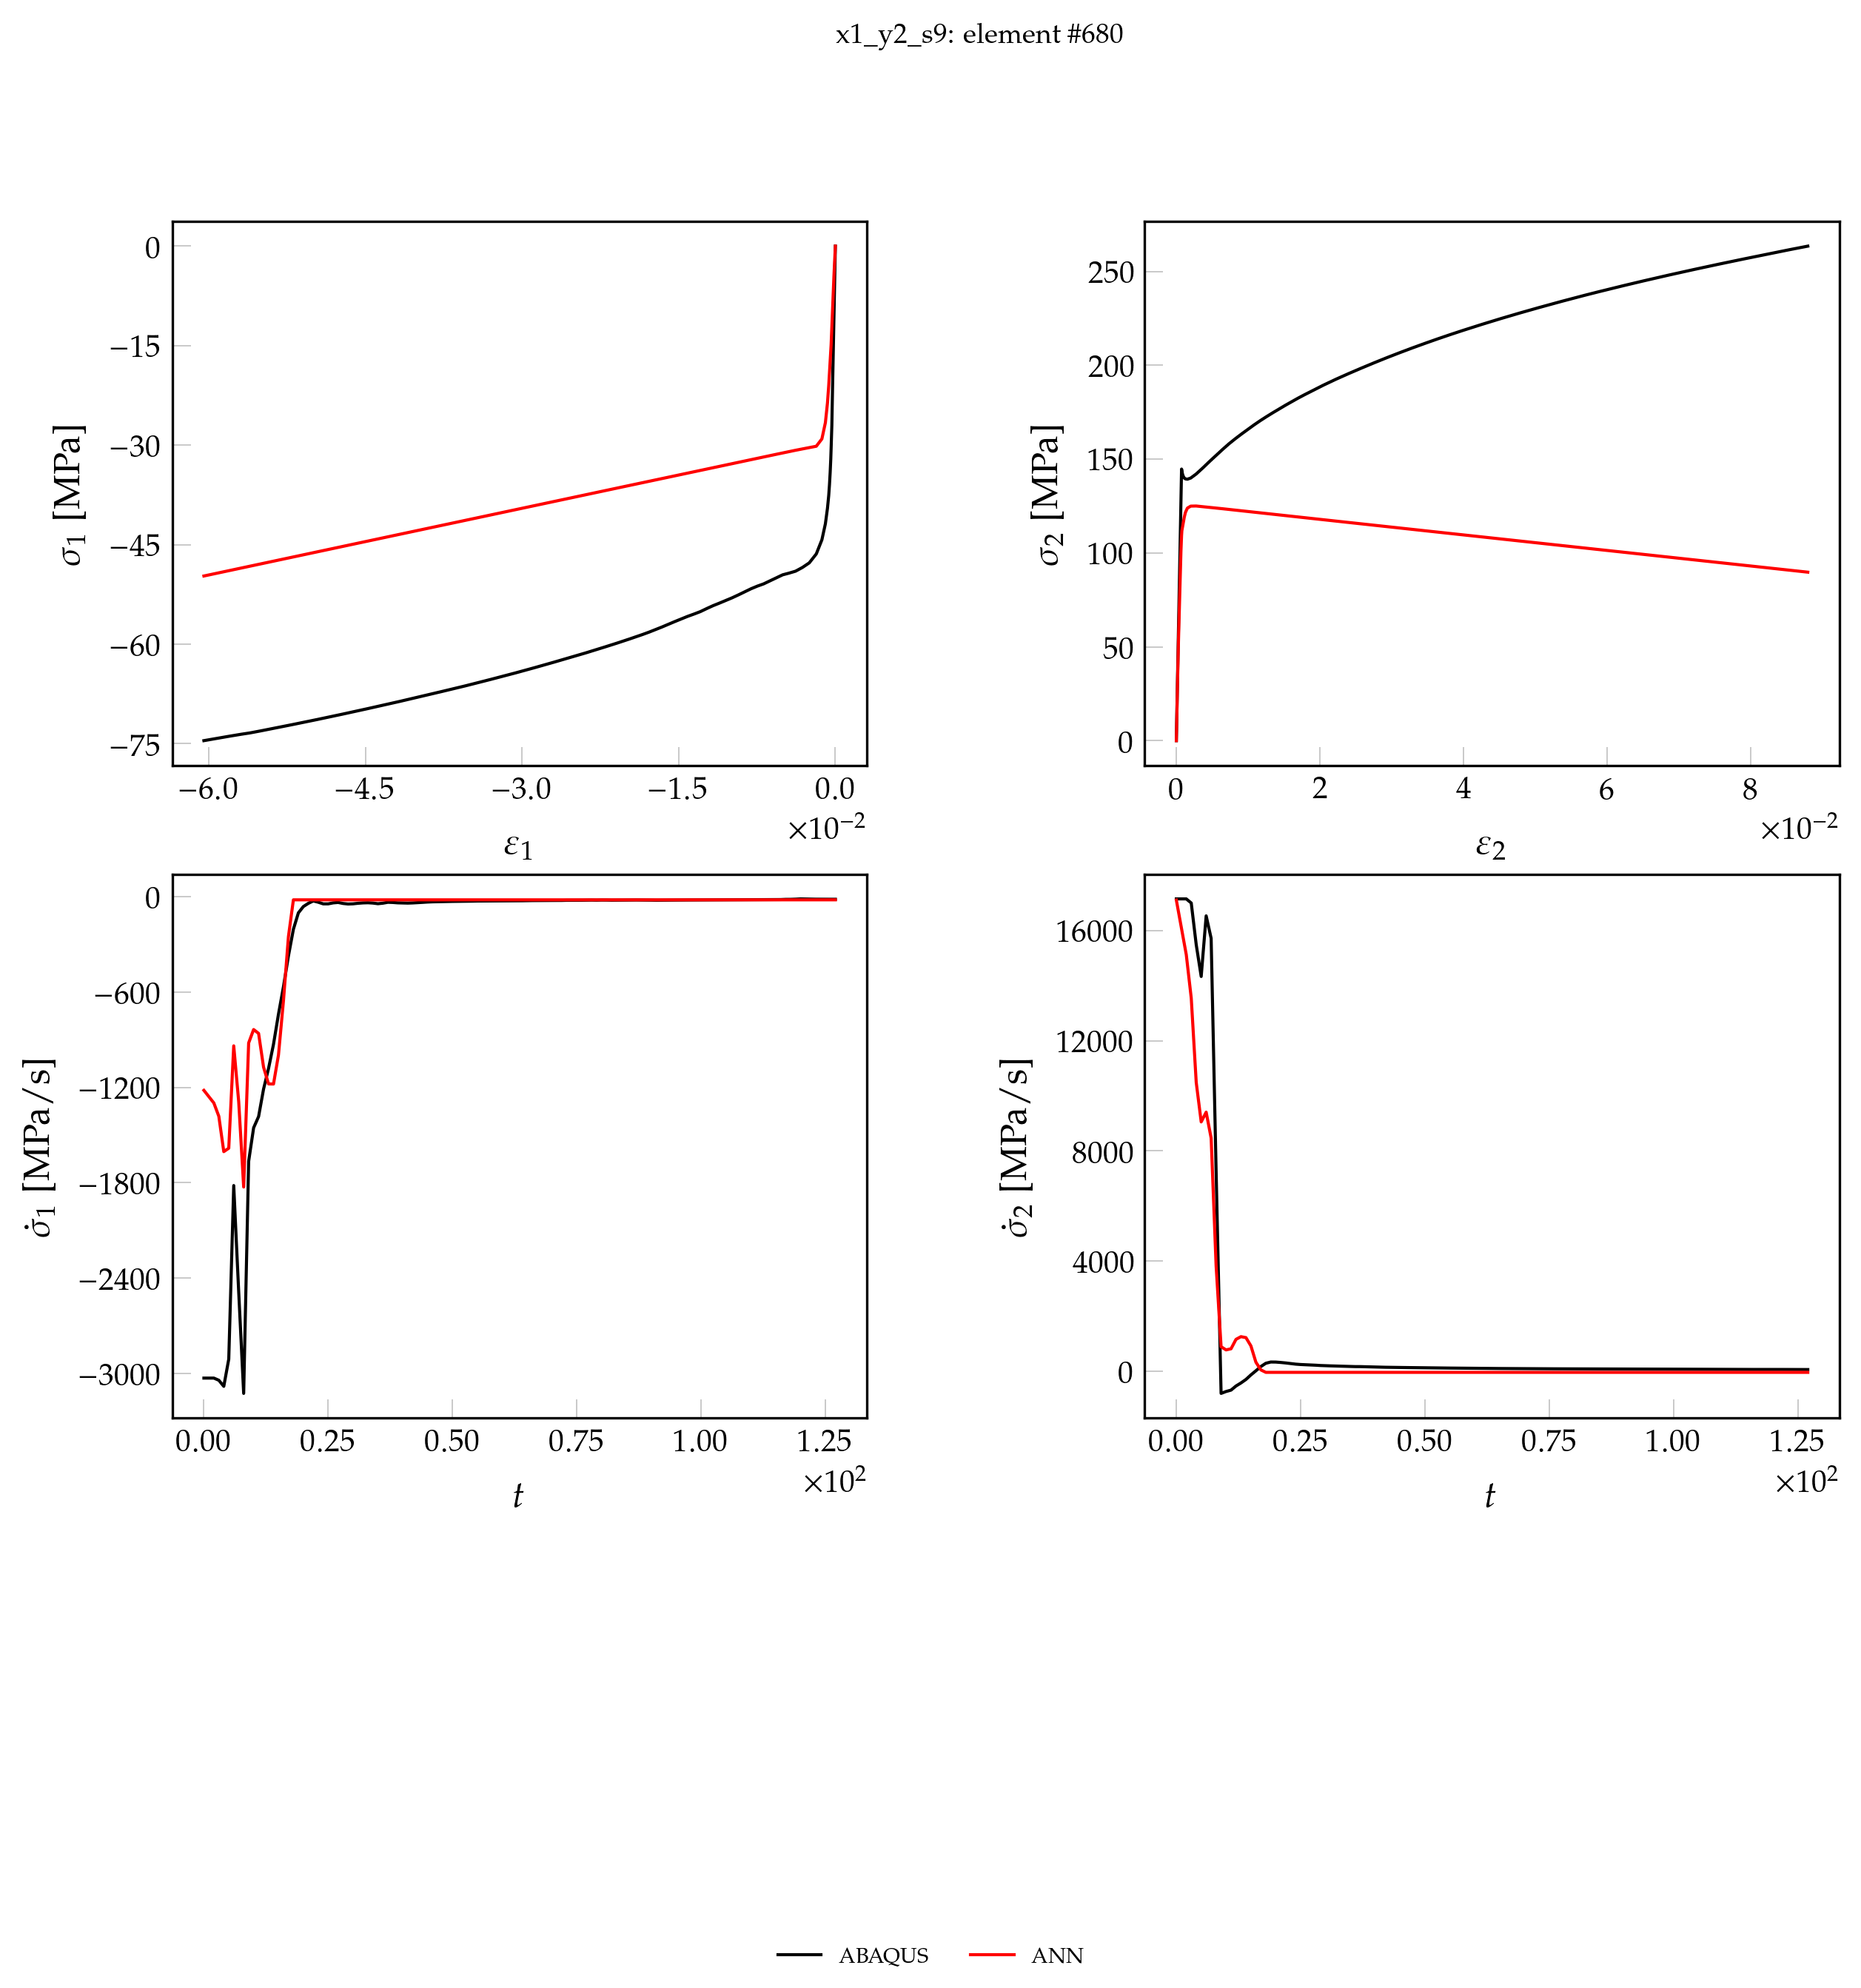 x1_y2_s9: element #680
σ1 [MPa]
0
−15
−30
−45
−60
−75
−6.0 −4.5 −3.0 −1.5 0.0
×10−2
ε1
σ2 [MPa]
250
200
150
100
50
0
0 2 4 6 8
×10−2
ε2
σ̇1 [MPa/s]
0
−600
−1200
−1800
−2400
−3000
0.00 0.25 0.50 0.75 1.00 1.25
×102
t
σ̇2 [MPa/s]
16000
12000
8000
4000
0
0.00 0.25 0.50 0.75 1.00 1.25
×102
t
ABAQUS ANN